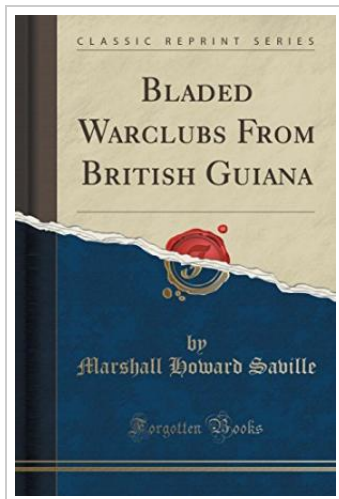 CLASSIC REPRINT SERIES
BLADED
WARCLUBS FROM
BRITISH GUIANA
by
Marshall Howard Saville
Forgotten Books